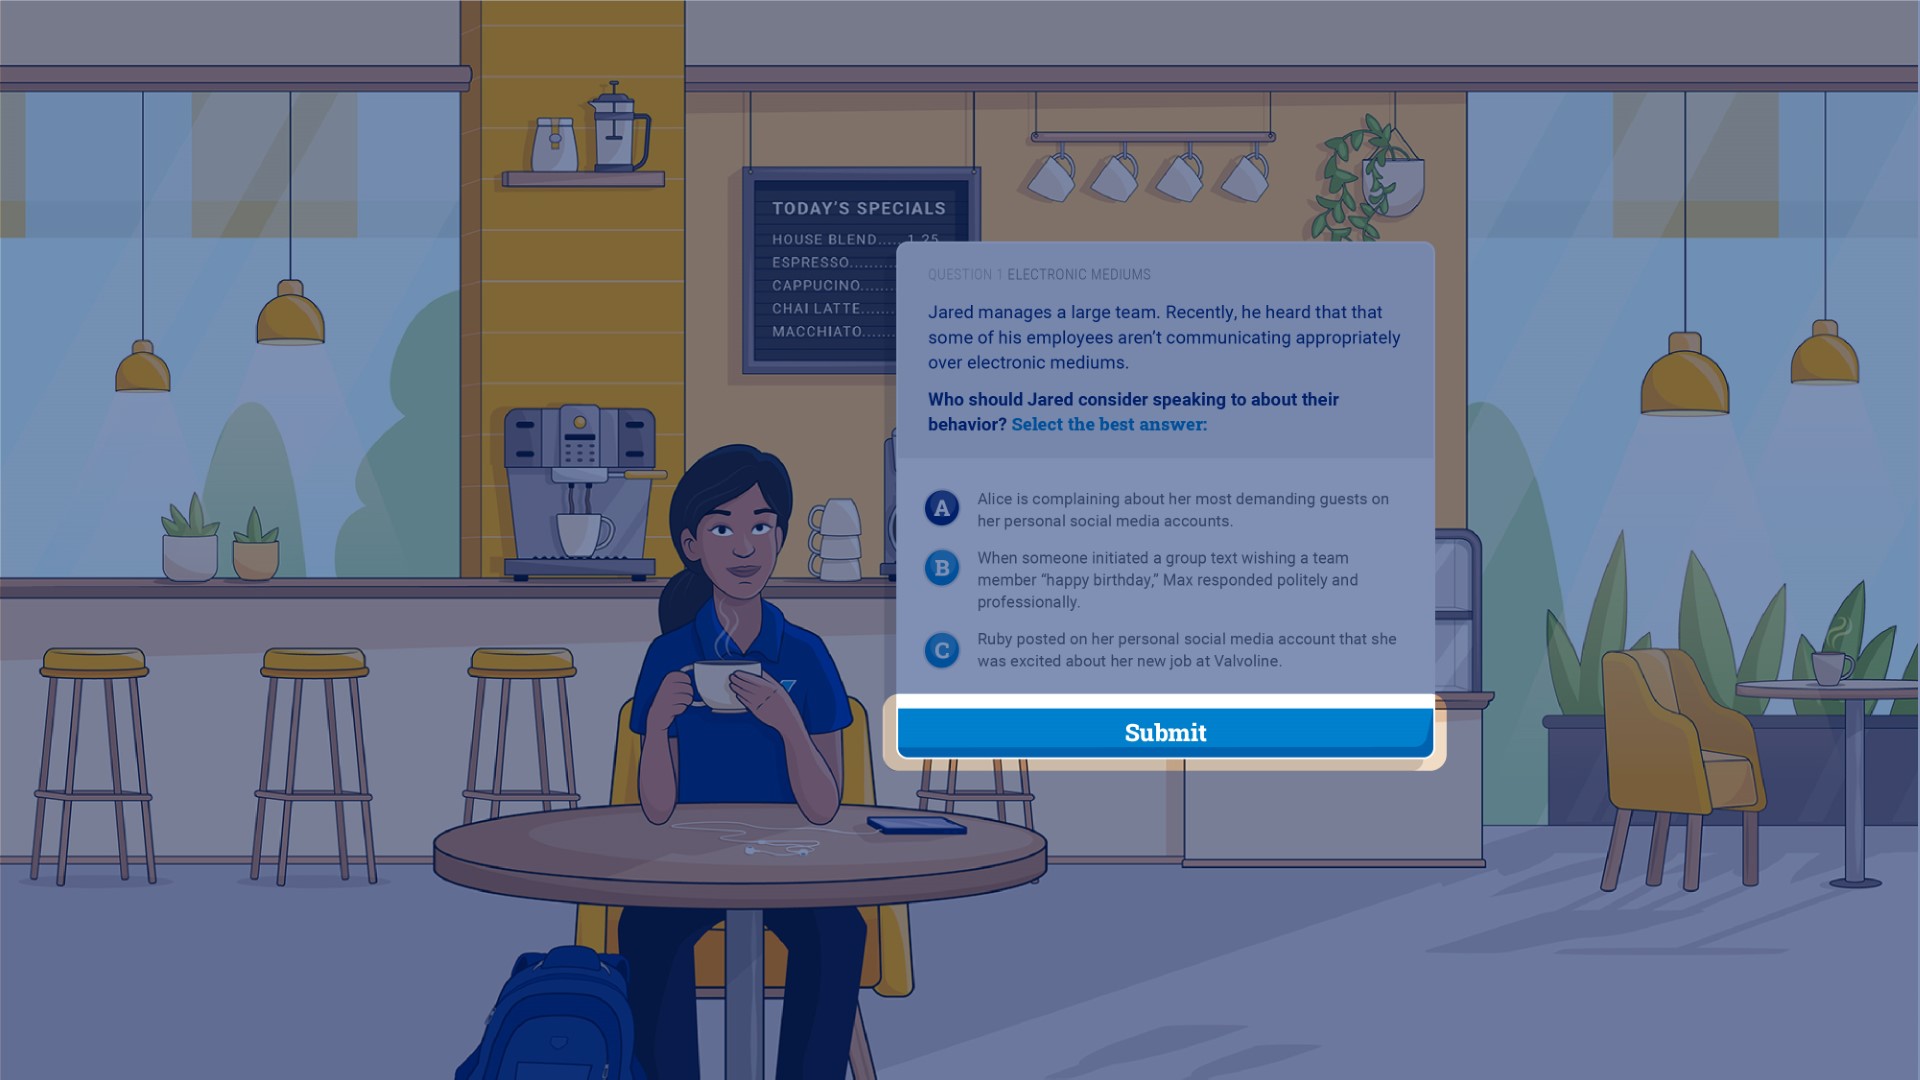 TODAY'S SPECIALS
HOUSE BLEND.....1.25
ESPRESSO..........
CAPPUCINO.......
CHAI LATTE.......
MACCHIATO.......
QUESTION 1 ELECTRONIC MEDIUMS
Jared manages a large team. Recently, he heard that that
some of his employees aren't communicating appropriately
over electronic mediums.
Who should Jared consider speaking to about their
behavior? Select the best answer:
A Alice is complaining about her most demanding guests on
her personal social media accounts.
B When someone initiated a group text wishing a team
member "happy birthday," Max responded politely and
professionally.
C Ruby posted on her personal social media account that she
was excited about her new job at Valvoline.
Submit